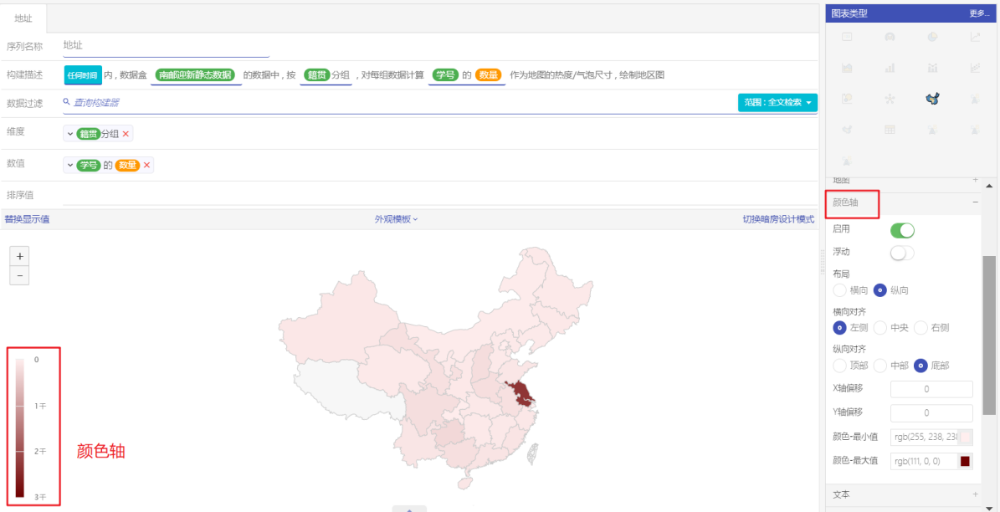 地址
序列名称 地址
构建描述 任何时间 内 , 数据盒 南邮迎新静态数据 的数据中 , 按 籍贯 分组 , 对每组数据计算 学号 的 数量 作为地图的热度/气泡尺寸 , 绘制地区图
数据过滤 查询构建器 范围 : 全文检索
维度 籍贯 分组 ×
数值 学号 的 数量 ×
排序值
替换显示值 外观模板 切换暗房设计模式
+
−
0
1千
2千
3千
颜色轴
图表类型 更多...
地图 +
颜色轴 −
启用
浮动
布局
横向 纵向
横向对齐
左侧 中央 右侧
纵向对齐
顶部 中部 底部
X轴偏移 0
Y轴偏移 0
颜色-最小值 rgb(255, 238, 238
颜色-最大值 rgb(111, 0, 0)
文本 +